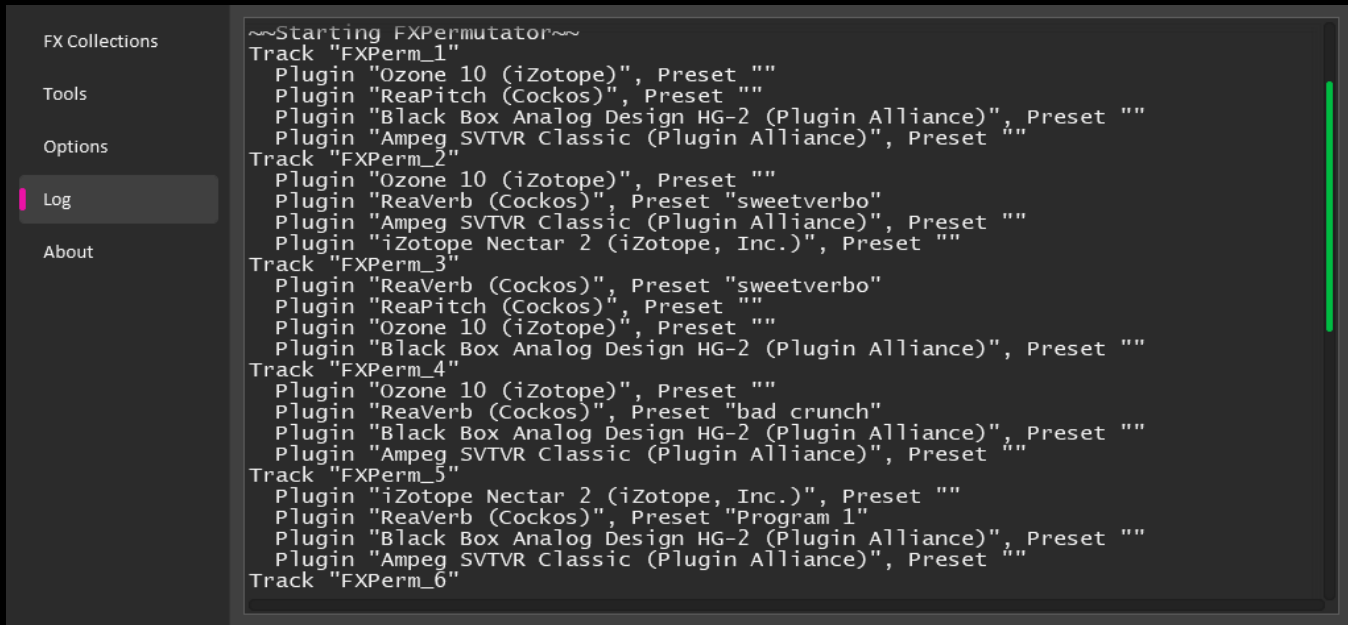 FX Collections
Tools
Options
Log
About
~~Starting FXPermutator~~
Track "FXPerm_1"
Plugin "Ozone 10 (iZotope)", Preset ""
Plugin "ReaPitch (Cockos)", Preset ""
Plugin "Black Box Analog Design HG-2 (Plugin Alliance)", Preset ""
Plugin "Ampeg SVTVR Classic (Plugin Alliance)", Preset ""
Track "FXPerm_2"
Plugin "Ozone 10 (iZotope)", Preset ""
Plugin "ReaVerb (Cockos)", Preset "sweetverbo"
Plugin "Ampeg SVTVR Classic (Plugin Alliance)", Preset ""
Plugin "iZotope Nectar 2 (iZotope, Inc.)", Preset ""
Track "FXPerm_3"
Plugin "ReaVerb (Cockos)", Preset "sweetverbo"
Plugin "ReaPitch (Cockos)", Preset ""
Plugin "Ozone 10 (iZotope)", Preset ""
Plugin "Black Box Analog Design HG-2 (Plugin Alliance)", Preset ""
Track "FXPerm_4"
Plugin "Ozone 10 (iZotope)", Preset ""
Plugin "ReaVerb (Cockos)", Preset "bad crunch"
Plugin "Black Box Analog Design HG-2 (Plugin Alliance)", Preset ""
Plugin "Ampeg SVTVR Classic (Plugin Alliance)", Preset ""
Track "FXPerm_5"
Plugin "iZotope Nectar 2 (iZotope, Inc.)", Preset ""
Plugin "ReaVerb (Cockos)", Preset "Program 1"
Plugin "Black Box Analog Design HG-2 (Plugin Alliance)", Preset ""
Plugin "Ampeg SVTVR Classic (Plugin Alliance)", Preset ""
Track "FXPerm_6"